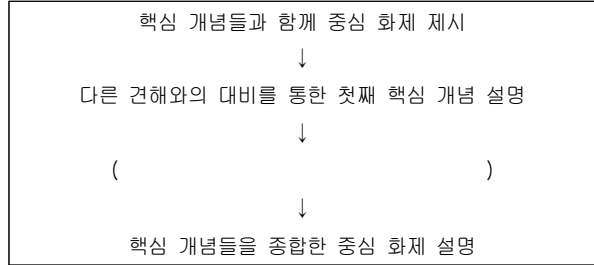 핵심 개념들과 함께 중심 화제 제시
↓
다른 견해와의 대비를 통한 첫째 핵심 개념 설명
↓
(                    )
↓
핵심 개념들을 종합한 중심 화제 설명